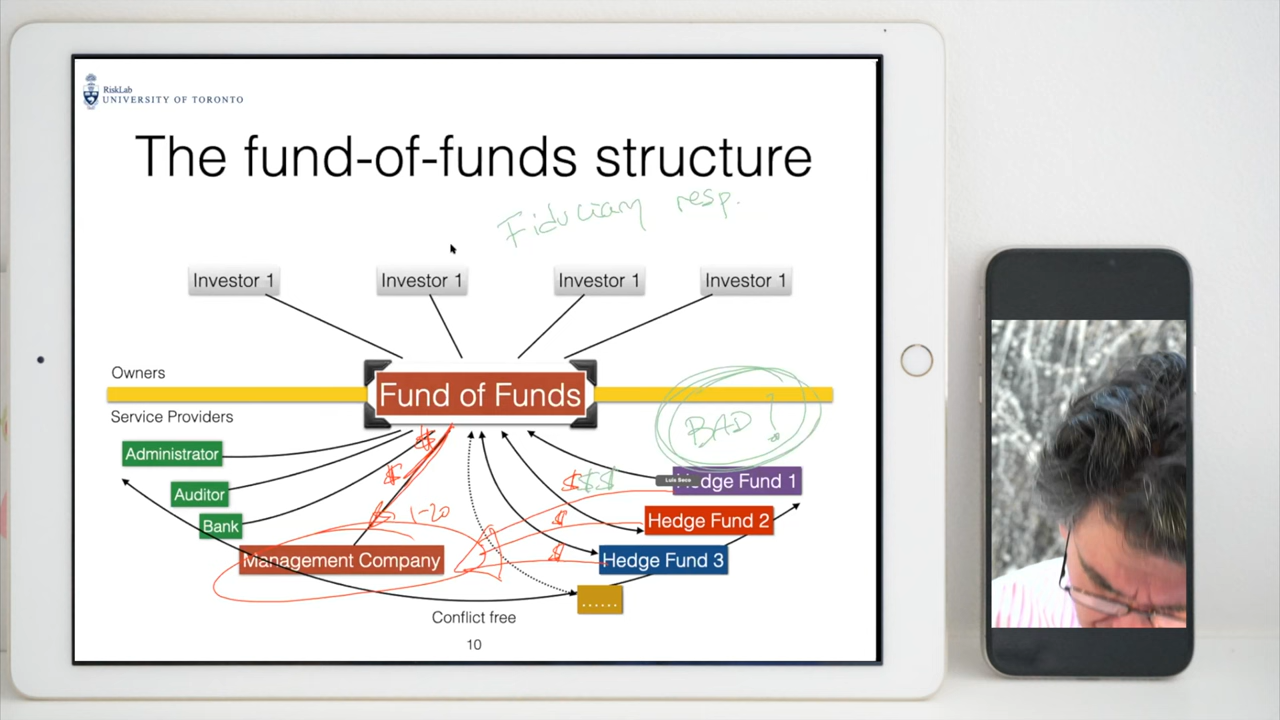 RiskLab
UNIVERSITY OF TORONTO
The fund-of-funds structure
Fiduciary resp.
Investor 1
Investor 1
Investor 1
Investor 1
Owners
Fund of Funds
Service Providers
BAD!
Administrator
Auditor
Bank
Management Company
$
$
$
1-20
$$$
$
$
Luis Seco
Hedge Fund 1
Hedge Fund 2
Hedge Fund 3
......
Conflict free
10